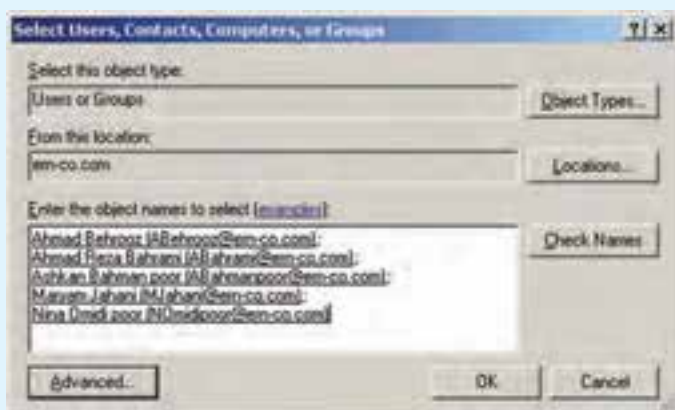 Select Users, Contacts, Computers, or Groups
Select this object type:
Users or Groups
Object Types...
From this location:
em-co.com
Locations...
Enter the object names to select (examples):
Ahmad Behrooz (ABehrooz@em-co.com);
Ahmad Reza Bahrami (ABahrami@em-co.com);
Ashkan Bahman poor (ABahmanpoor@em-co.com);
Maryam Jahani (MJahani@em-co.com);
Nina Omidi poor (NOmidipoor@em-co.com)
Check Names
Advanced...
OK
Cancel